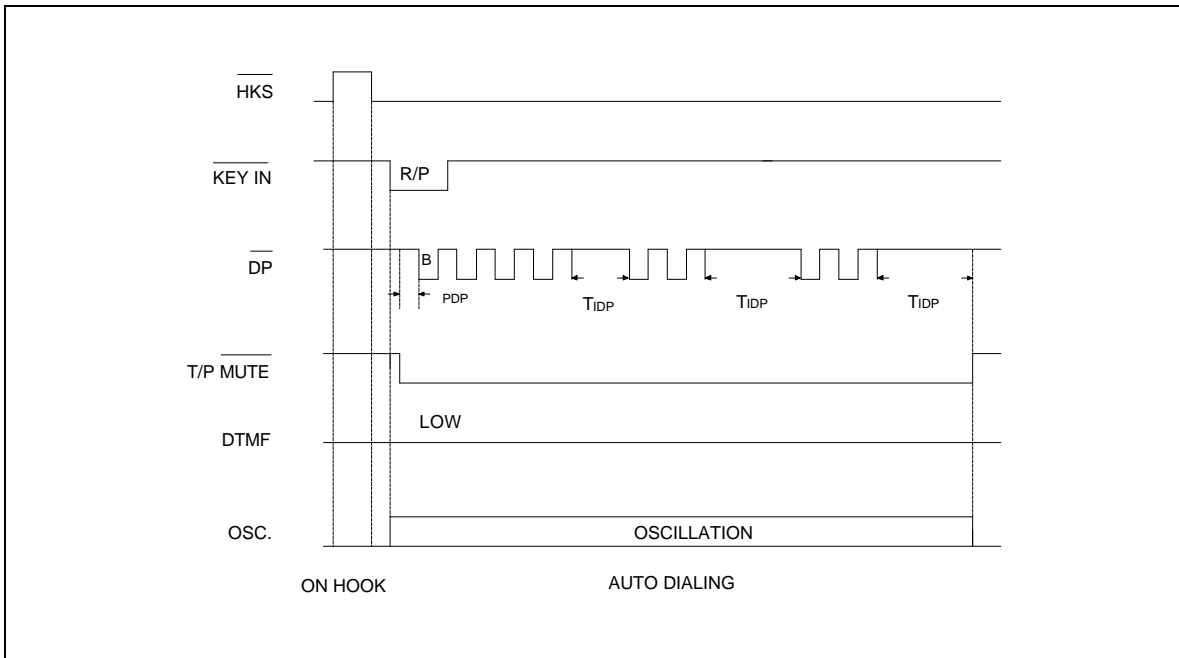 HKS
KEY IN
R/P
DP
B
PDP
TIDP
TIDP
TIDP
T/P MUTE
LOW
DTMF
OSC.
OSCILLATION
ON HOOK
AUTO DIALING